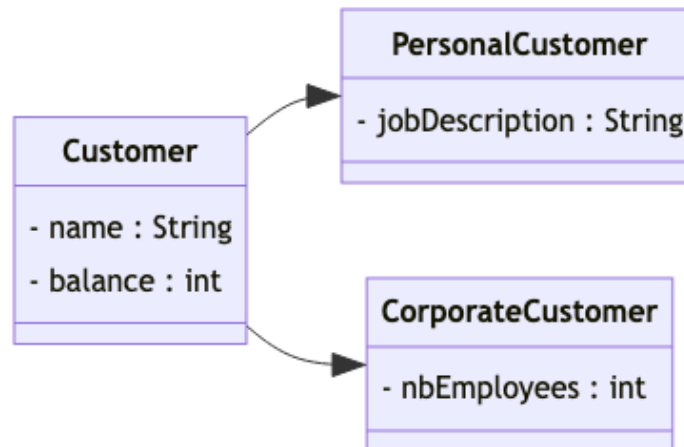 Customer
- name : String
- balance : int
PersonalCustomer
- jobDescription : String
CorporateCustomer
- nbEmployees : int